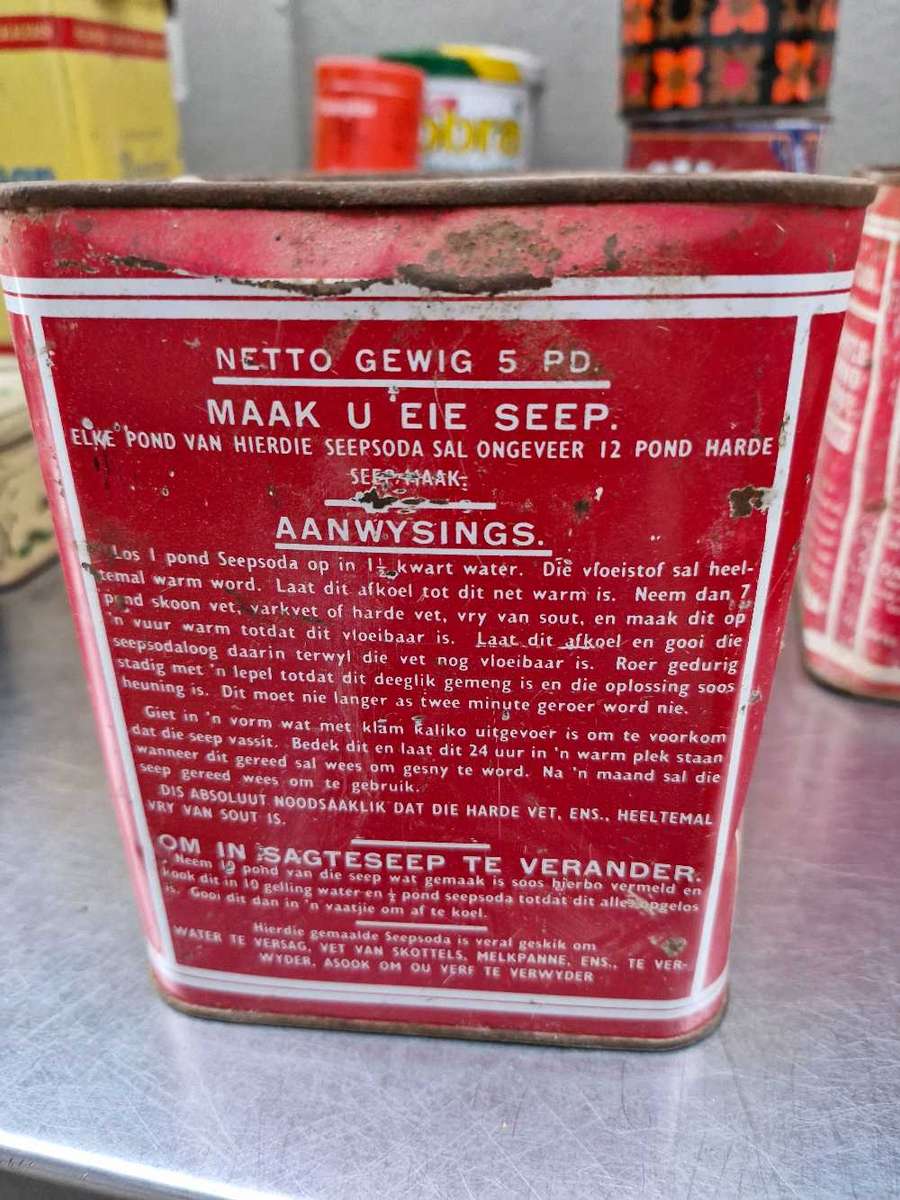 NETTO GEWIG 5 PD.
MAAK U EIE SEEP.
ELKE POND VAN HIERDIE SEEPSODA SAL ONGEVEER 12 POND HARDE
SEEP MAAK.
AANWYSINGS.
Los 1 pond Seepsoda op in 1½ kwart water. Die vloeistof sal heel-
temal warm word. Laat dit afkoel tot dit net warm is. Neem dan 7
pond skoon vet, varkvet of harde vet, vry van sout, en maak dit op
'n vuur warm totdat dit vloeibaar is. Laat dit afkoel en gooi die
seepsodaloog daarin terwyl die vet nog vloeibaar is. Roer gedurig
stadig met 'n lepel totdat dit deeglik gemeng is en die oplossing soos
heuning is. Dit moet nie langer as twee minute geroer word nie.
Giet in 'n vorm wat met klam kaliko uitgevoer is om te voorkom
dat die seep vassit. Bedek dit en laat dit 24 uur in 'n warm plek staan
wanneer dit gereed sal wees om gesny te word. Na 'n maand sal die
seep gereed wees om te gebruik.
DIS ABSOLUUT NOODSAAKLIK DAT DIE HARDE VET, ENS., HEELTEMAL
VRY VAN SOUT IS.
OM IN SAGTESEEP TE VERANDER.
Neem 10 pond van die seep wat gemaak is soos hierbo vermeld en
kook dit in 10 gelling water en ½ pond seepsoda totdat dit alles opgelos
is. Gooi dit dan in 'n vaatjie om af te koel.
Hierdie gemaalde Seepsoda is veral geskik om
WATER TE VERSAG, VET VAN SKOTTELS, MELKPANNE, ENS., TE VER-
WYDER, ASOOK OM OU VERF TE VERWYDER